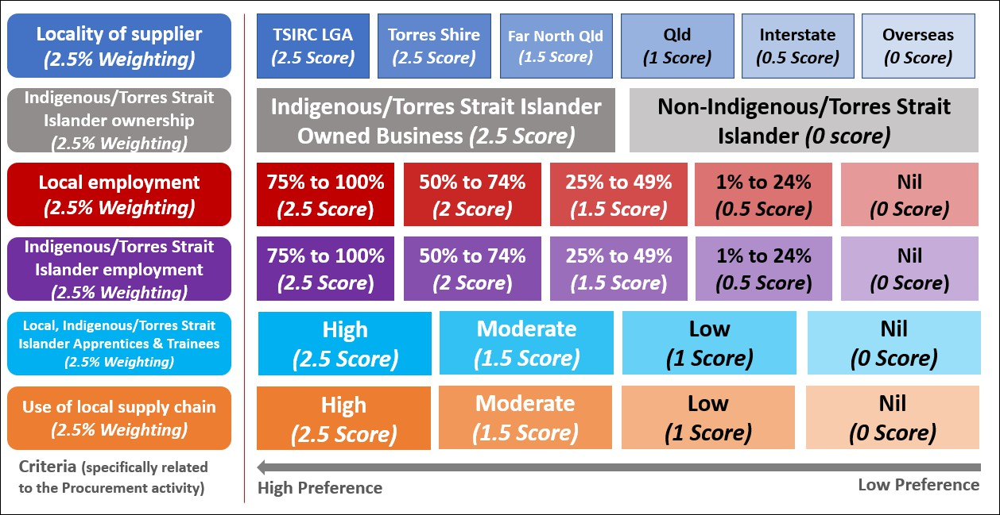 Locality of supplier
(2.5% Weighting)
TSIRC LGA
(2.5 Score)
Torres Shire
(2.5 Score)
Far North Qld
(1.5 Score)
Qld
(1 Score)
Interstate
(0.5 Score)
Overseas
(0 Score)
Indigenous/Torres Strait
Islander ownership
(2.5% Weighting)
Indigenous/Torres Strait Islander
Owned Business (2.5 Score)
Non-Indigenous/Torres Strait
Islander (0 score)
Local employment
(2.5% Weighting)
75% to 100%
(2.5 Score)
50% to 74%
(2 Score)
25% to 49%
(1.5 Score)
1% to 24%
(0.5 Score)
Nil
(0 Score)
Indigenous/Torres Strait
Islander employment
(2.5% Weighting)
75% to 100%
(2.5 Score)
50% to 74%
(2 Score)
25% to 49%
(1.5 Score)
1% to 24%
(0.5 Score)
Nil
(0 Score)
Local, Indigenous/Torres Strait
Islander Apprentices & Trainees
(2.5% Weighting)
High
(2.5 Score)
Moderate
(1.5 Score)
Low
(1 Score)
Nil
(0 Score)
Use of local supply chain
(2.5% Weighting)
High
(2.5 Score)
Moderate
(1.5 Score)
Low
(1 Score)
Nil
(0 Score)
Criteria (specifically related
to the Procurement activity)
High Preference
Low Preference